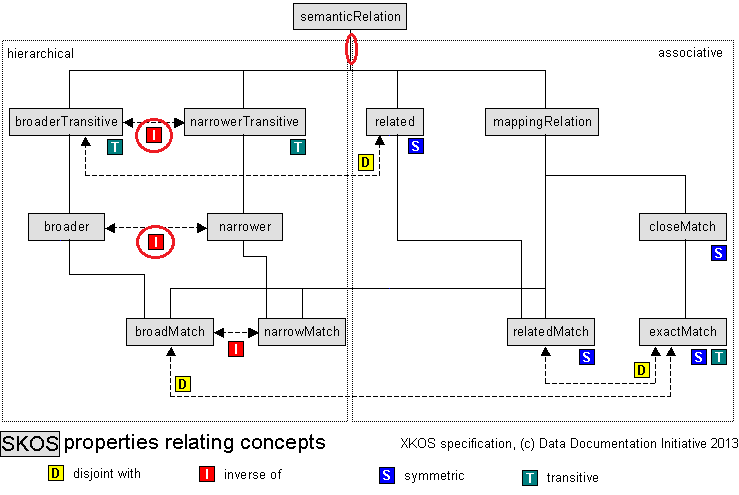 semanticRelation
hierarchical
associative
broaderTransitive
I
narrowerTransitive
related
mappingRelation
T
T
S
D
broader
I
narrower
closeMatch
S
broadMatch
I
narrowMatch
relatedMatch
S
exactMatch
S T
D
D
SKOS properties relating concepts
XKOS specification, (c) Data Documentation Initiative 2013
D disjoint with
I inverse of
S symmetric
T transitive